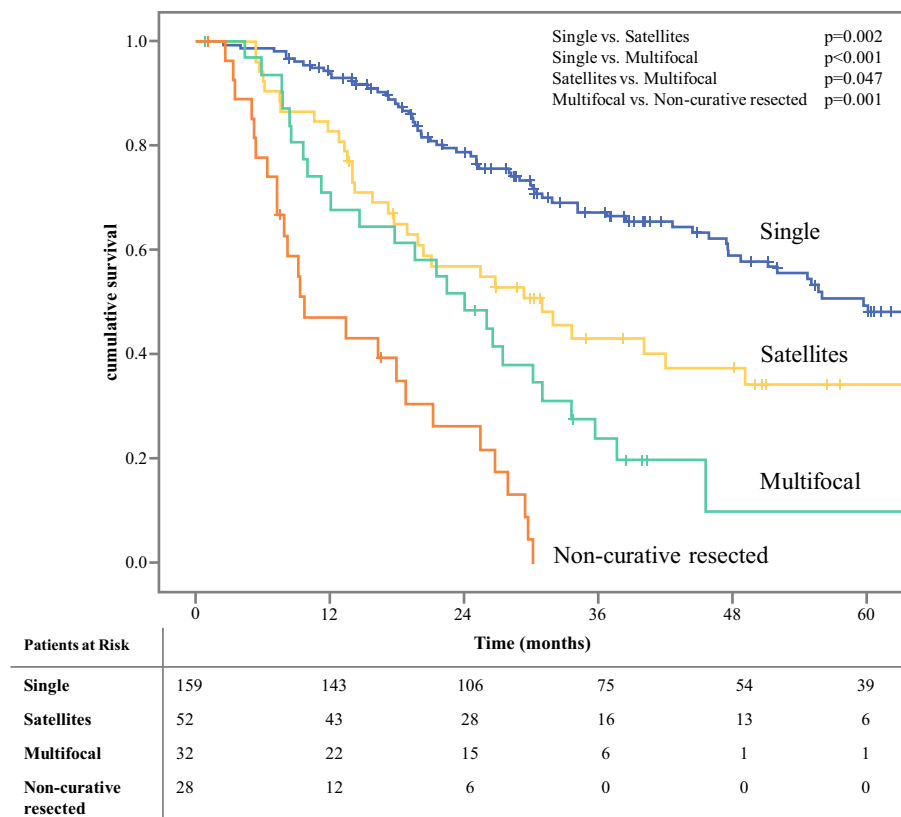 Single vs. Satellites p=0.002
Single vs. Multifocal p<0.001
Satellites vs. Multifocal p=0.047
Multifocal vs. Non-curative resected p=0.001
1.0
0.8
0.6
0.4
0.2
0.0
cumulative survival
Single
Satellites
Multifocal
Non-curative resected
0 12 24 36 48 60
Time (months)
Patients at Risk
Single 159 143 106 75 54 39
Satellites 52 43 28 16 13 6
Multifocal 32 22 15 6 1 1
Non-curative 28 12 6 0 0 0
resected